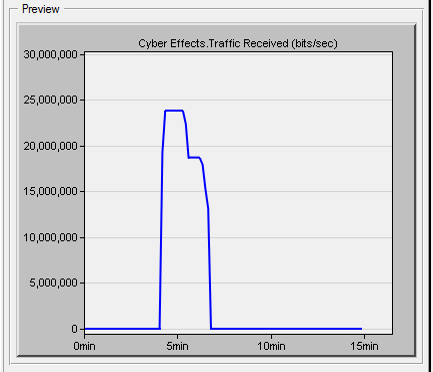 Preview
Cyber Effects.Traffic Received (bits/sec)
30,000,000
25,000,000
20,000,000
15,000,000
10,000,000
5,000,000
0
0min 5min 10min 15min